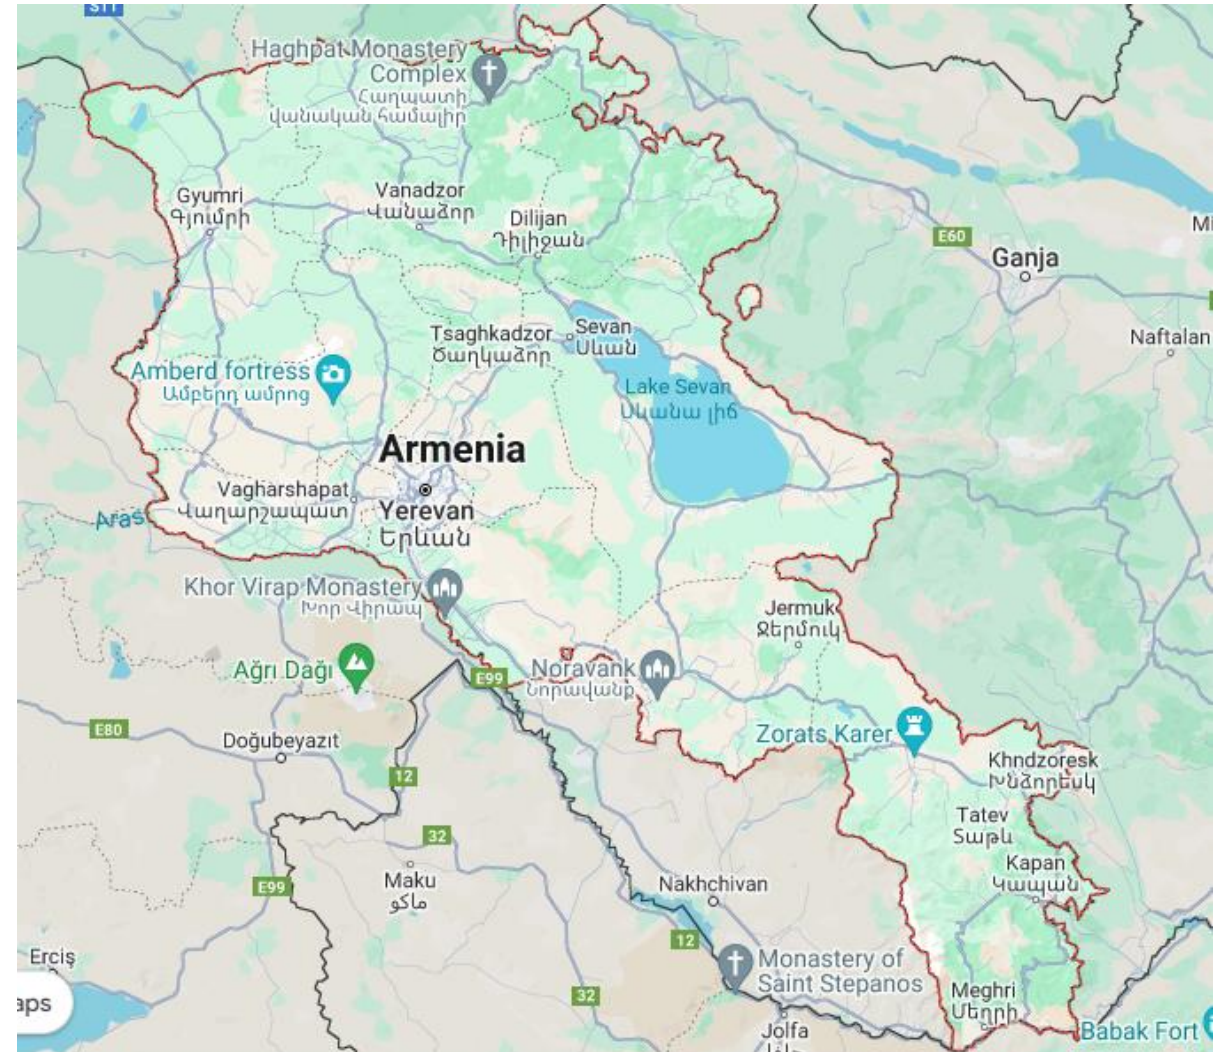 S11
Haghpat Monastery
Complex
Հաղպատի
վանական համալիր
Gyumri
Գյումրի
Vanadzor
Վանաձոր
Dilijan
Դիլիջան
E60
Ganja
Naftalan
Tsaghkadzor
Ծաղկաձոր
Sevan
Սևան
Amberd fortress
Ամբերդ ամրոց
Lake Sevan
Սևանա լիճ
Armenia
Vagharshapat
Վաղարշապատ
Yerevan
Երևան
Aras
Khor Virap Monastery
Խոր Վիրապ
Jermuk
Ջերմուկ
Ağrı Dağı
E99
Noravank
Նորավանք
E80
Doğubeyazıt
Zorats Karer
Khndzoresk
Խնձորեսկ
12
Tatev
Տաթև
32
Kapan
Կապան
Maku
ماكو
E99
Nakhchivan
12
Erciş
Monastery of
Saint Stepanos
32
Meghri
Մեղրի
aps
Jolfa
Babak Fort